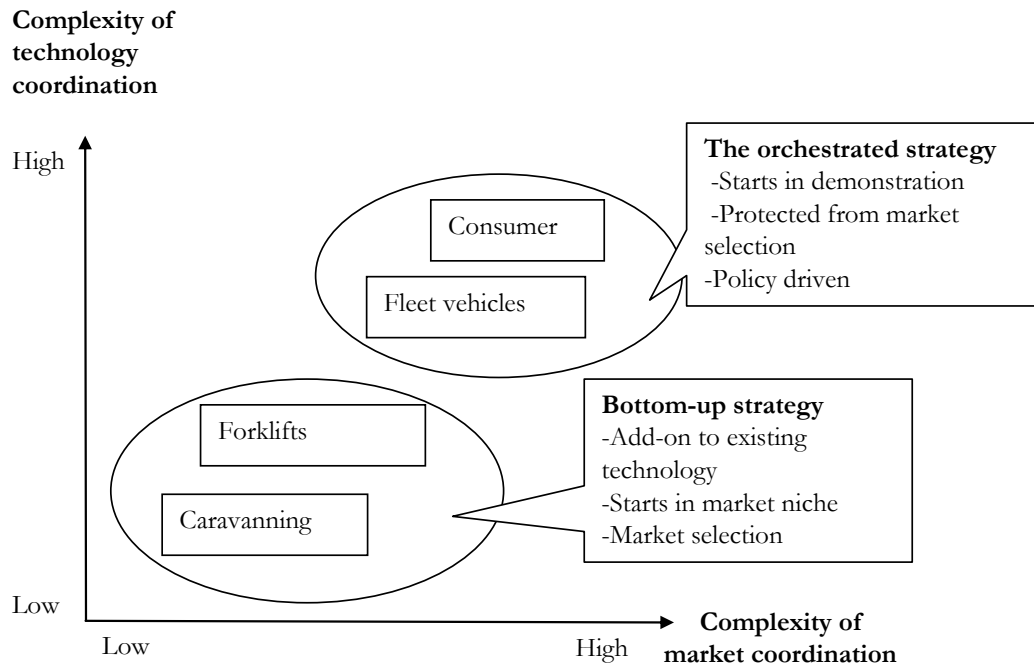 Complexity of
technology
coordination
High
The orchestrated strategy
-Starts in demonstration
-Protected from market
selection
-Policy driven
Consumer
Fleet vehicles
Bottom-up strategy
-Add-on to existing
technology
-Starts in market niche
-Market selection
Forklifts
Caravanning
Low
Low
High
Complexity of
market coordination